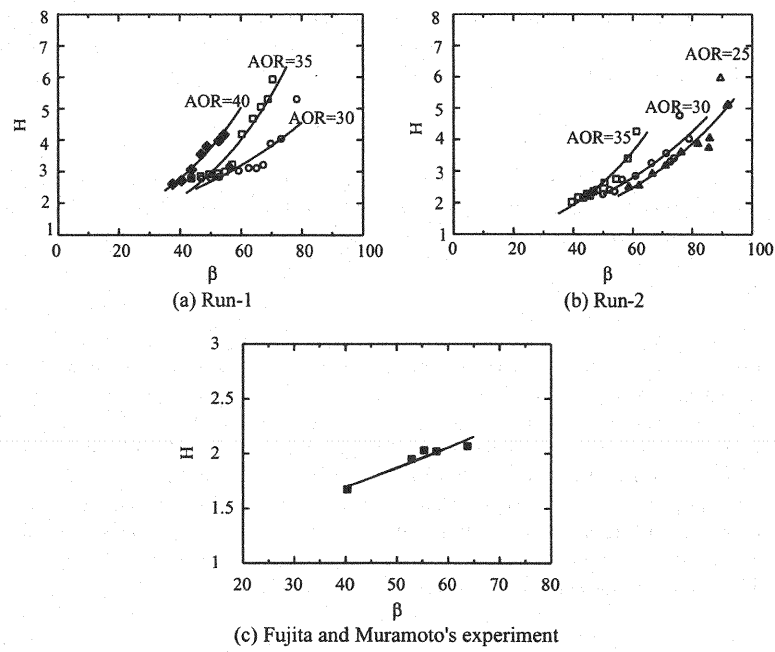 8
7
6
5
4
3
2
1
H
0
20
40
60
80
100
β
AOR=35
AOR=40
AOR=30
(a) Run-1
8
7
6
5
4
3
2
1
H
0
20
40
60
80
100
β
AOR=25
AOR=30
AOR=35
(b) Run-2
3
2.5
2
1.5
1
H
20
30
40
50
60
70
80
β
(c) Fujita and Muramoto's experiment